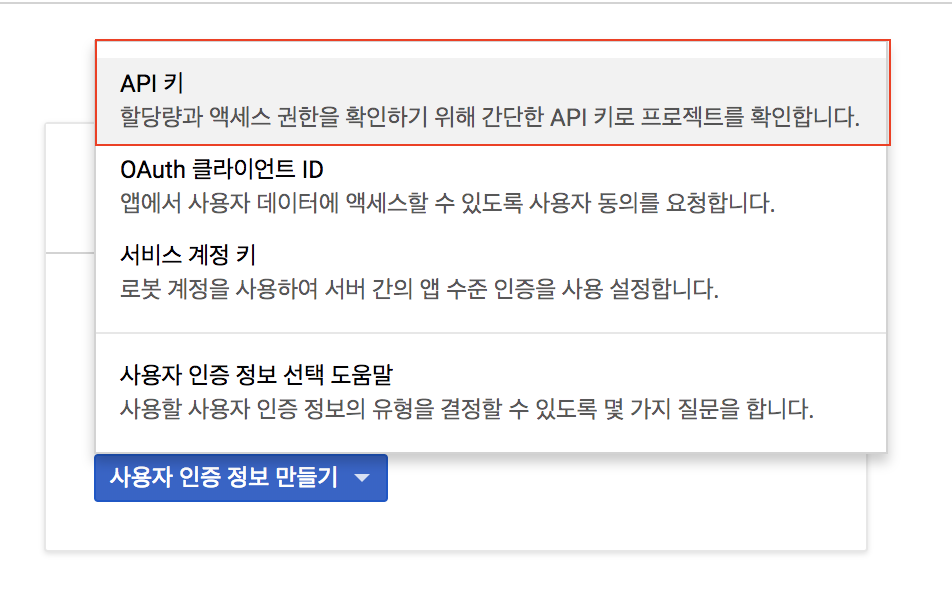 API 키
할당량과 액세스 권한을 확인하기 위해 간단한 API 키로 프로젝트를 확인합니다.
OAuth 클라이언트 ID
앱에서 사용자 데이터에 액세스할 수 있도록 사용자 동의를 요청합니다.
서비스 계정 키
로봇 계정을 사용하여 서버 간의 앱 수준 인증을 사용 설정합니다.
사용자 인증 정보 선택 도움말
사용할 사용자 인증 정보의 유형을 결정할 수 있도록 몇 가지 질문을 합니다.
사용자 인증 정보 만들기